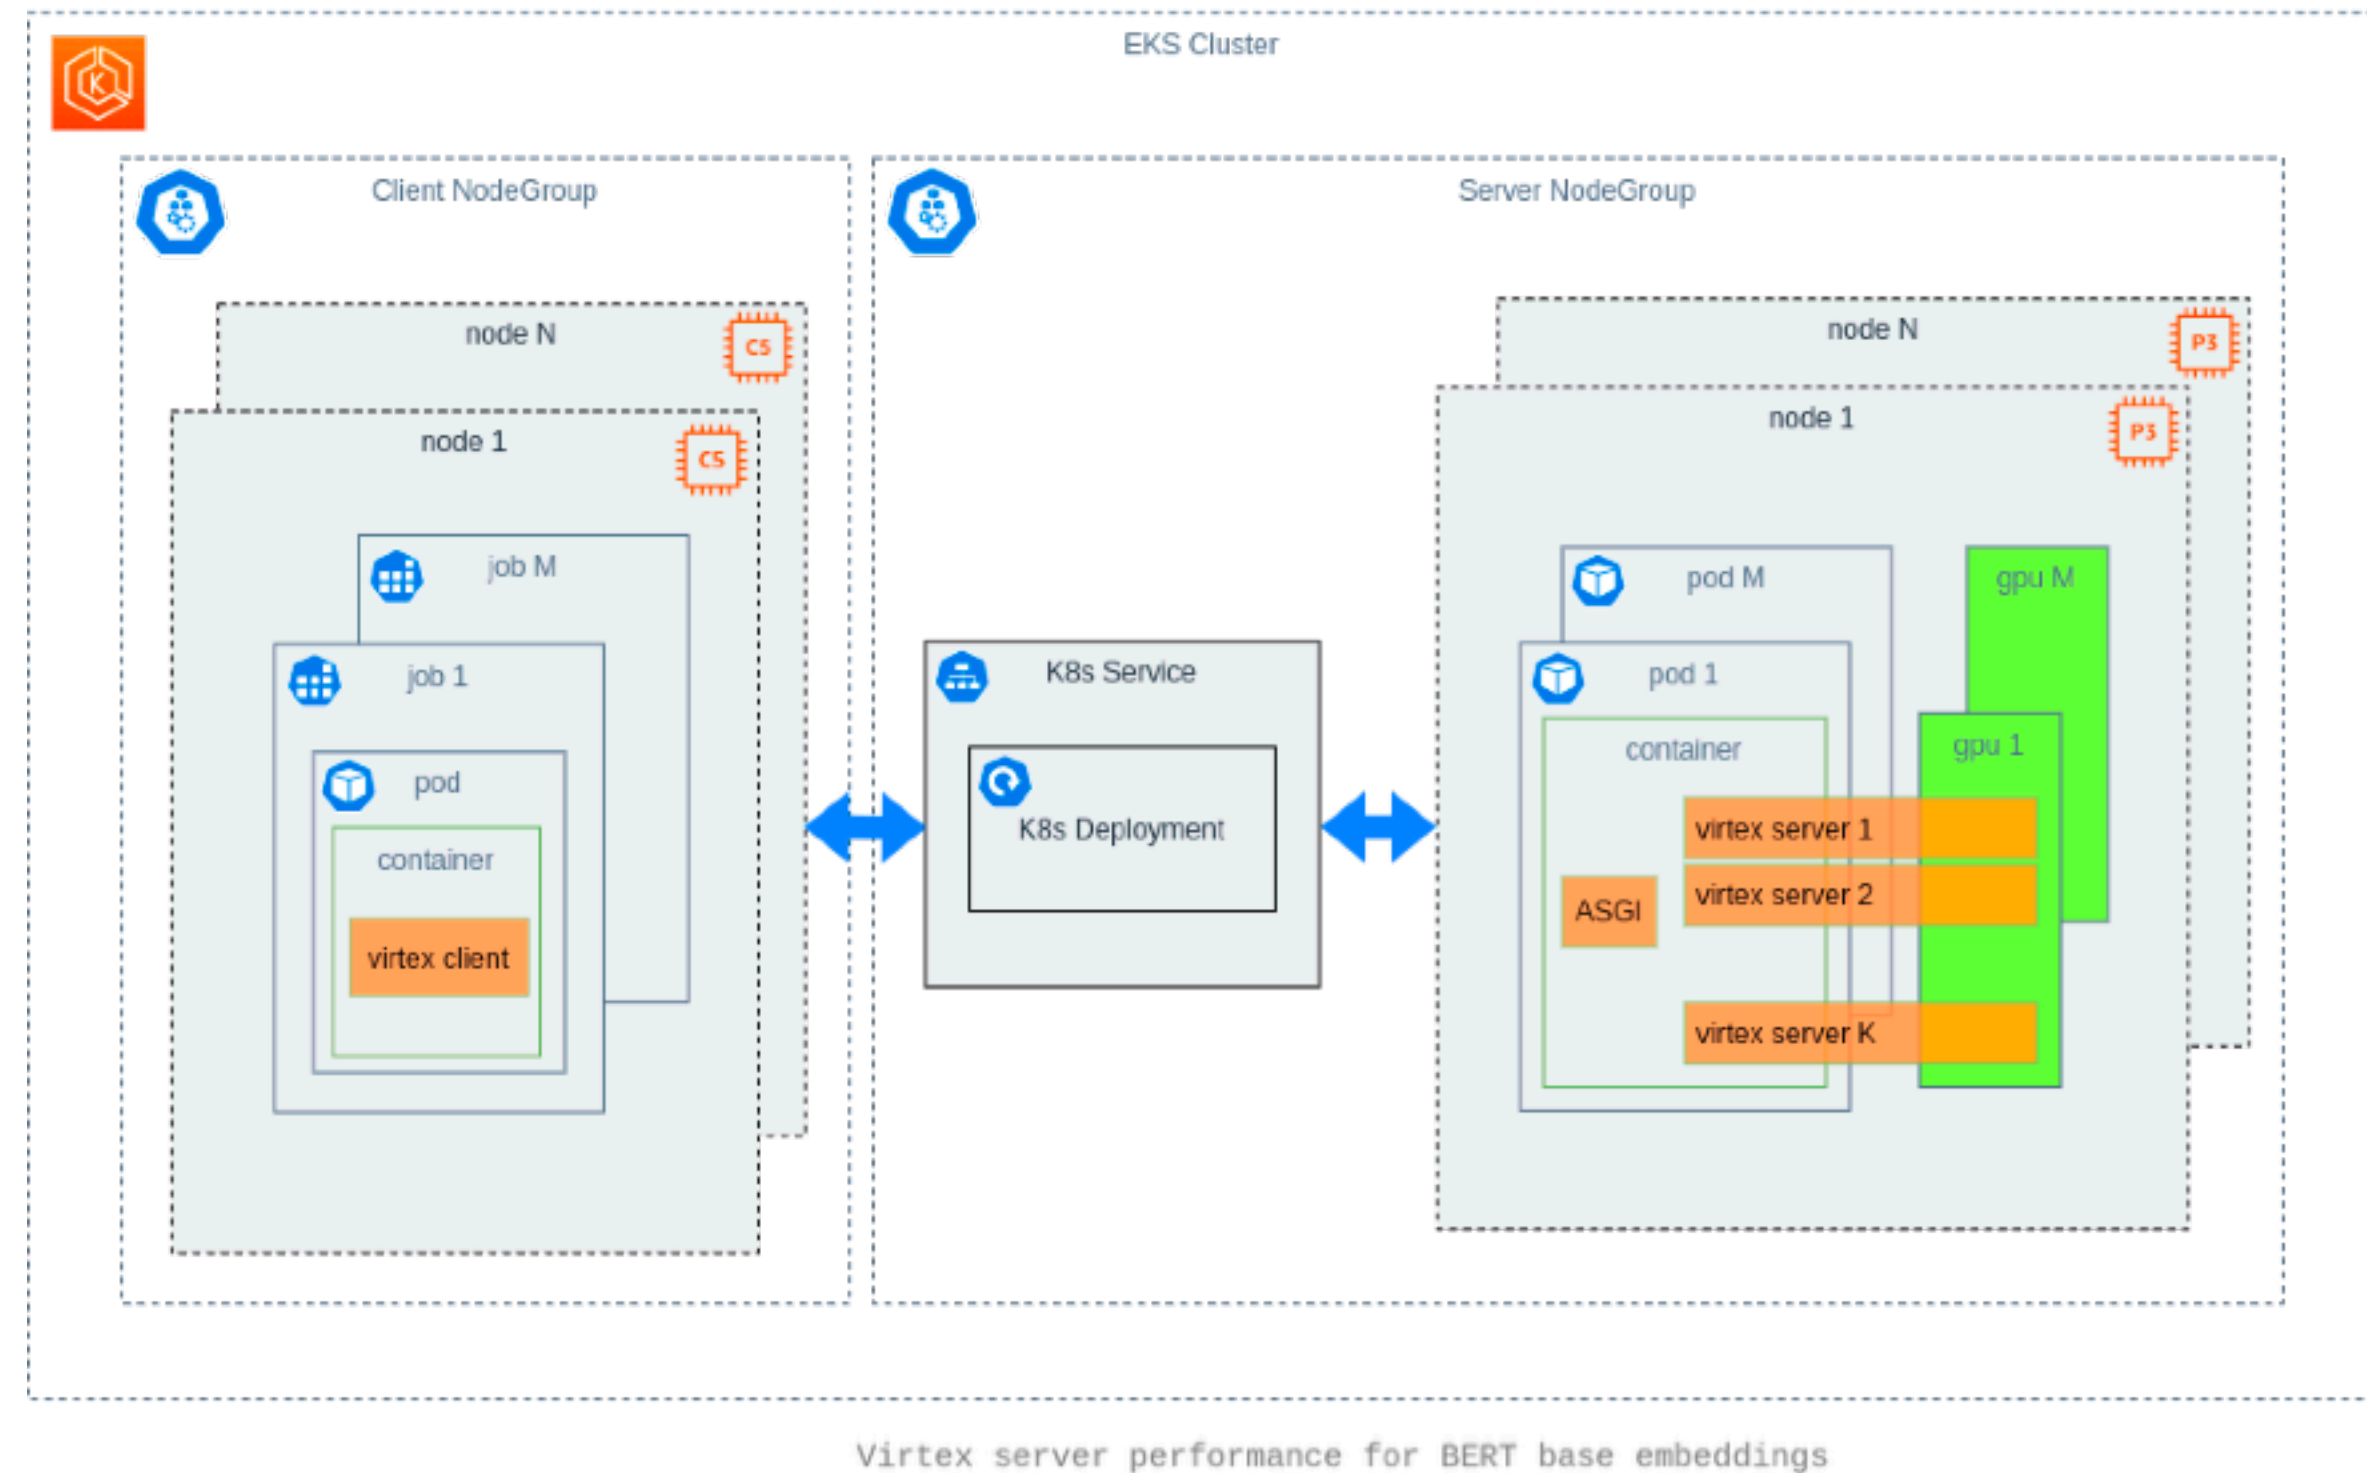 EKS Cluster
K
Client NodeGroup
Server NodeGroup
node N
C5
node 1
C5
job M
job 1
pod
container
virtex client
K8s Service
K8s Deployment
node N
P3
node 1
P3
pod M
gpu M
pod 1
gpu 1
container
virtex server 1
virtex server 2
ASGI
virtex server K
Virtex server performance for BERT base embeddings